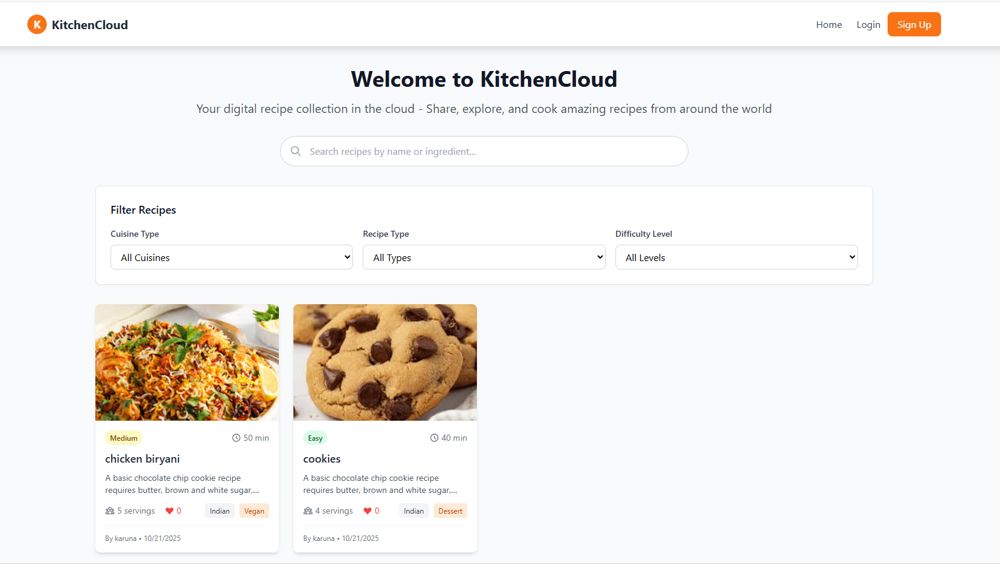 K KitchenCloud
Home Login Sign Up
Welcome to KitchenCloud
Your digital recipe collection in the cloud - Share, explore, and cook amazing recipes from around the world
Search recipes by name or ingredient...
Filter Recipes
Cuisine Type
All Cuisines
Recipe Type
All Types
Difficulty Level
All Levels
Medium 50 min
chicken biryani
A basic chocolate chip cookie recipe
requires butter, brown and white sugar,...
5 servings 0 Indian Vegan
By karuna • 10/21/2025
Easy 40 min
cookies
A basic chocolate chip cookie recipe
requires butter, brown and white sugar,...
4 servings 0 Indian Dessert
By karuna • 10/21/2025